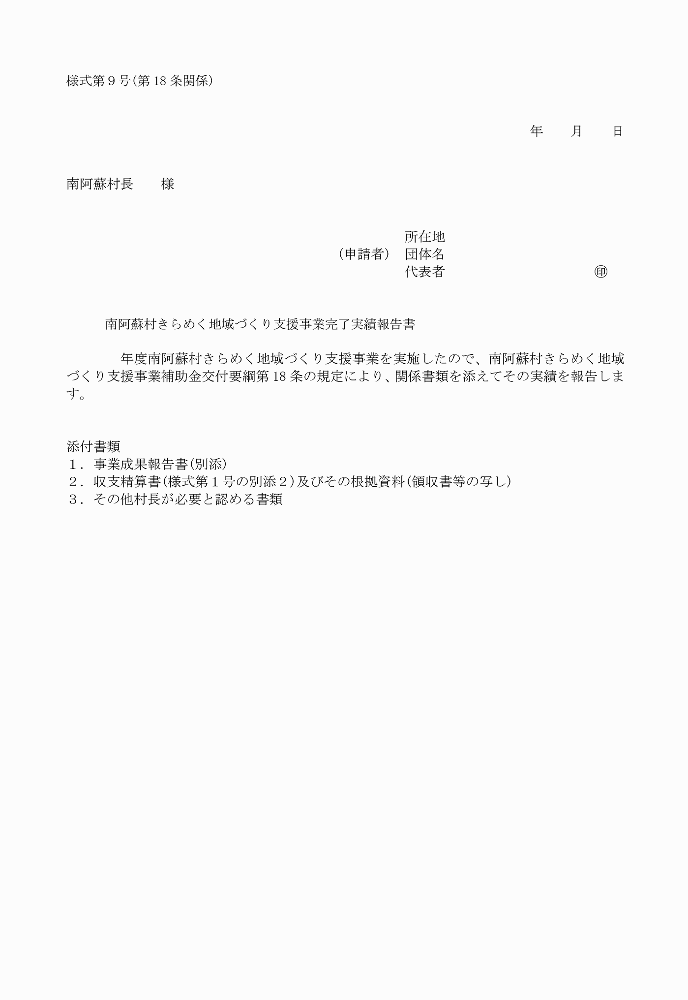 様式第９号(第 18 条関係)
年　　月　　日
南阿蘇村長　　様
所在地
(申請者)　団体名
代表者　　　　　　　　　　　㊞
南阿蘇村きらめく地域づくり支援事業完了実績報告書
年度南阿蘇村きらめく地域づくり支援事業を実施したので、南阿蘇村きらめく地域
づくり支援事業補助金交付要綱第 18 条の規定により、関係書類を添えてその実績を報告しま
す。
添付書類
１．事業成果報告書(別添)
２．収支精算書(様式第１号の別添２)及びその根拠資料(領収書等の写し)
３．その他村長が必要と認める書類